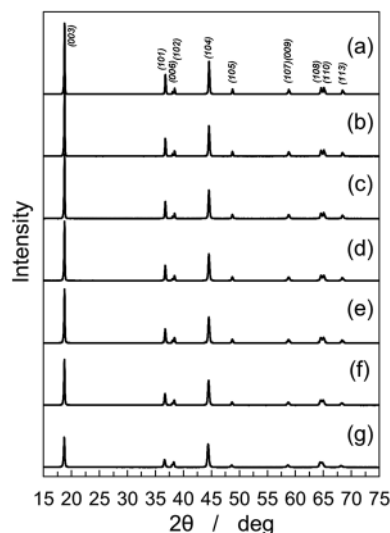 (003)
(101)
(006)
(102)
(104)
(105)
(107)/(009)
(108)
(110)
(113)
(a)
(b)
(c)
(d)
(e)
(f)
(g)
Intensity
15 20 25 30 35 40 45 50 55 60 65 70 75
2θ / deg